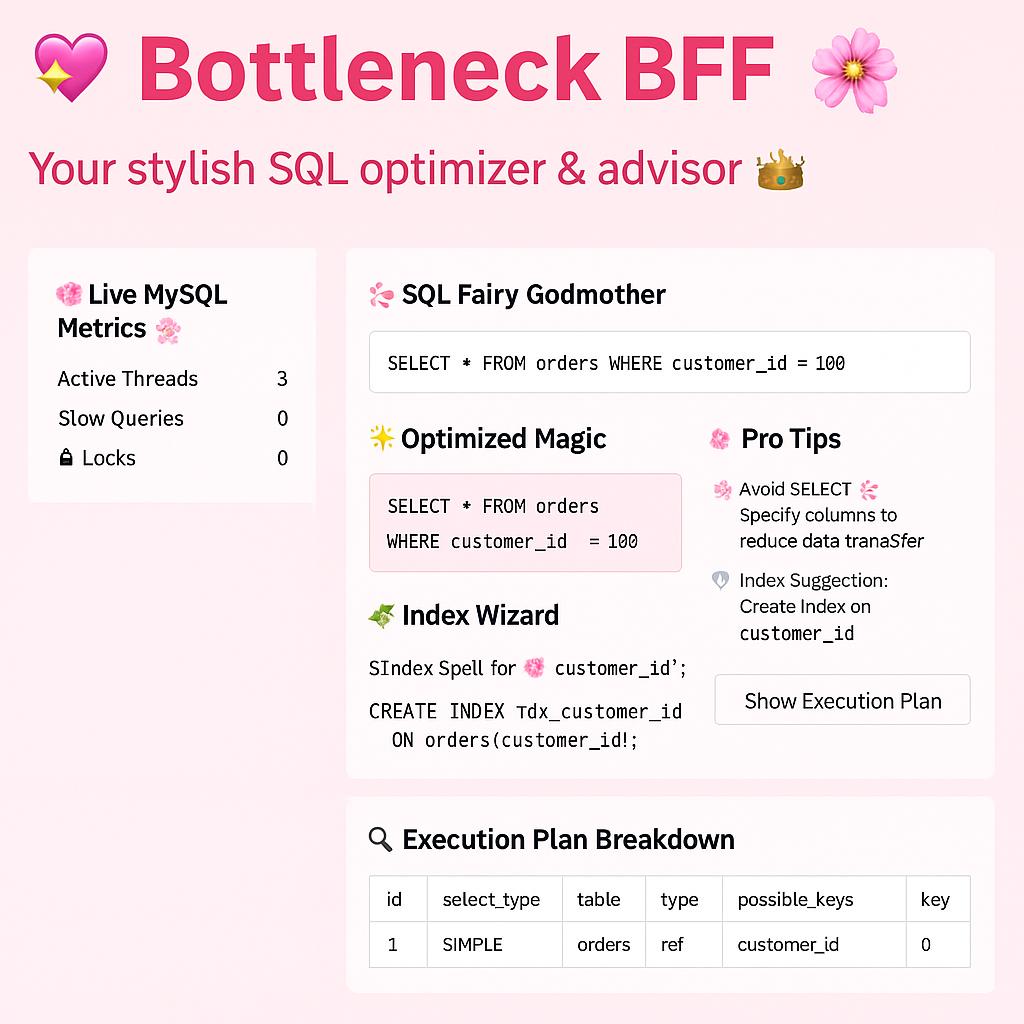 Bottleneck BFF
Your stylish SQL optimizer & advisor
Live MySQL
Metrics
Active Threads 3
Slow Queries 0
Locks 0
SQL Fairy Godmother
SELECT * FROM orders WHERE customer_id = 100
Optimized Magic
SELECT * FROM orders
WHERE customer_id = 100
Index Wizard
SIndex Spell for customer_id’;
CREATE INDEX Tdx_customer_id
ON orders(customer_id!;
Pro Tips
Avoid SELECT
Specify columns to
reduce data tranaSfer
Index Suggestion:
Create Index on
customer_id
Show Execution Plan
Execution Plan Breakdown
id select_type table type possible_keys key
1 SIMPLE orders ref customer_id 0